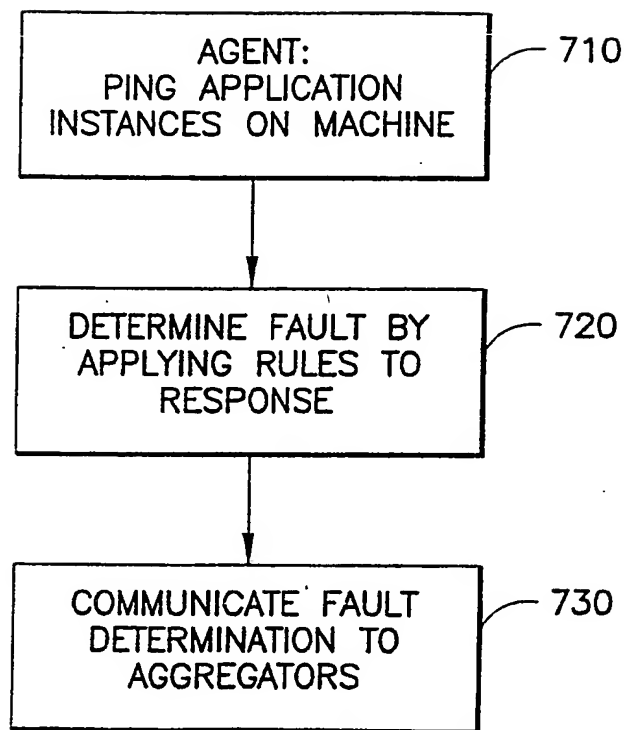 AGENT:
PING APPLICATION
INSTANCES ON MACHINE
710
DETERMINE FAULT BY
APPLYING RULES TO
RESPONSE
720
COMMUNICATE FAULT
DETERMINATION TO
AGGREGATORS
730